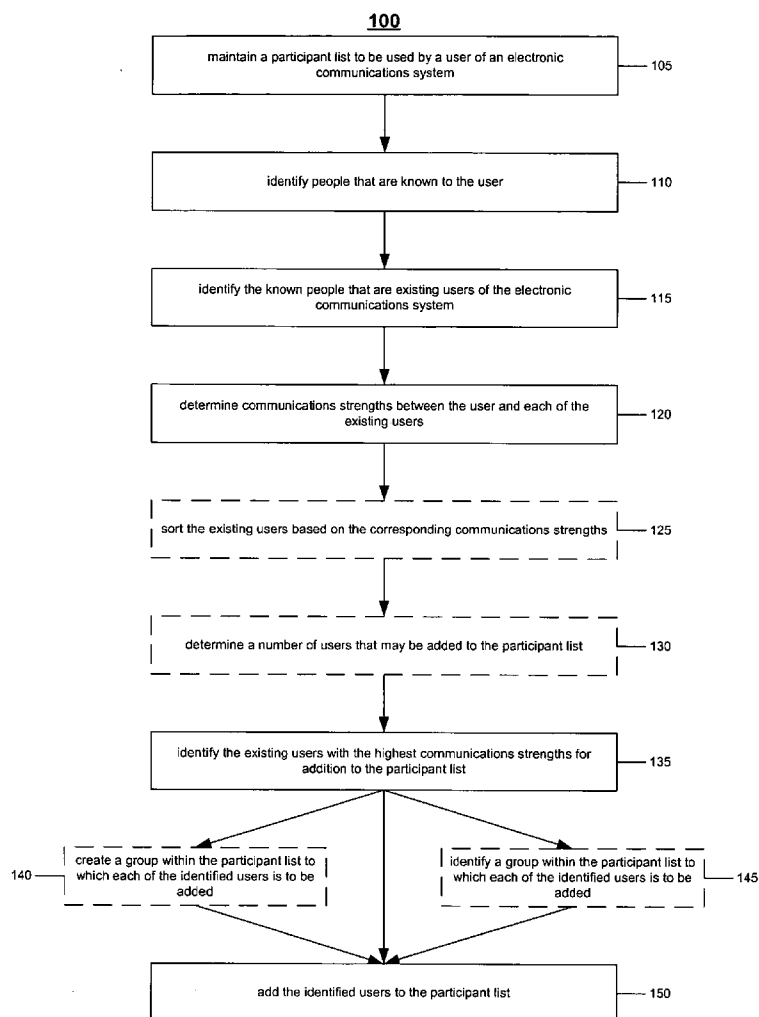 100
maintain a participant list to be used by a user of an electronic
communications system
105
identify people that are known to the user
110
identify the known people that are existing users of the electronic
communications system
115
determine communications strengths between the user and each of the
existing users
120
sort the existing users based on the corresponding communications strengths
125
determine a number of users that may be added to the participant list
130
identify the existing users with the highest communications strengths for
addition to the participant list
135
140
create a group within the participant list to
which each of the identified users is to be
added
identify a group within the participant list to
which each of the identified users is to be
added
145
add the identified users to the participant list
150